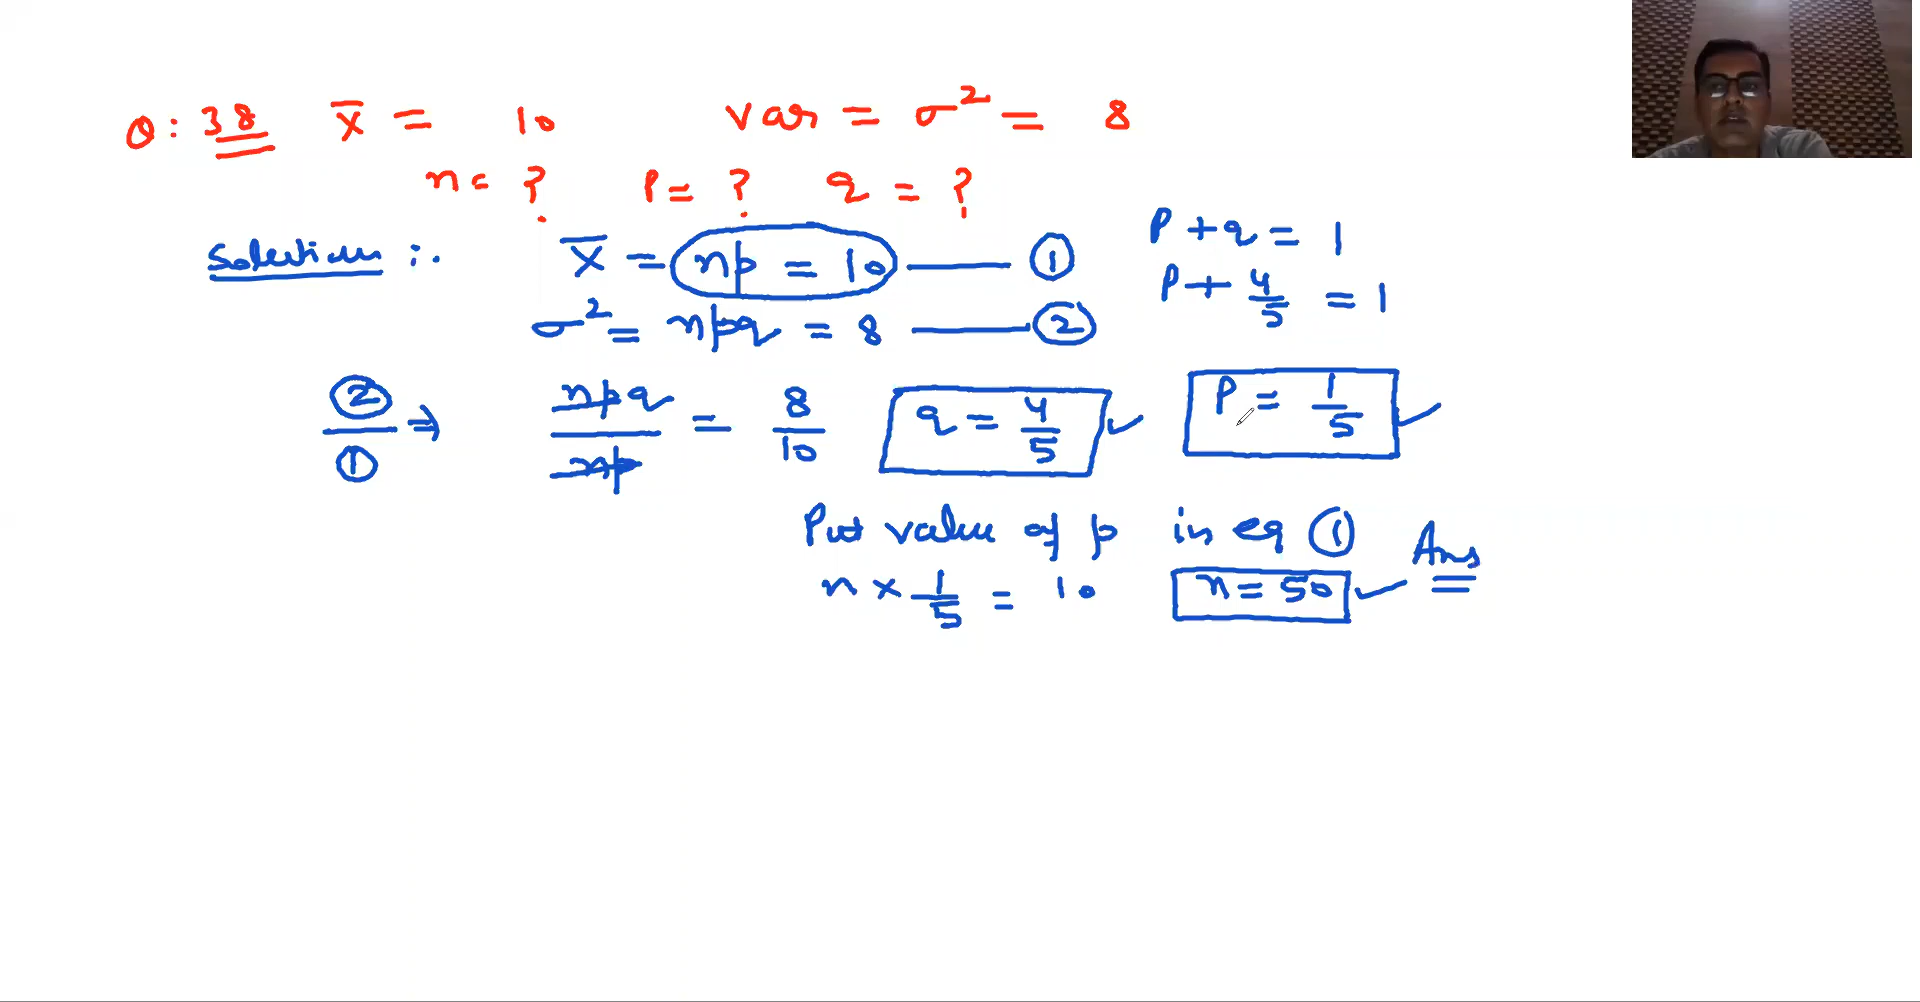 Q: 38 x̅ = 10 var = σ² = 8
n = ? p = ? q = ?
Solution :. x̅ = np = 10 —— ①
σ² = npq = 8 —— ②
p + q = 1
p + 4/5 = 1
②/① ⇒ npq/np = 8/10 q = 4/5 ✓ p = 1/5 ✓
Put value of p in eq ①
n × 1/5 = 10 n = 50 ✓ Ans